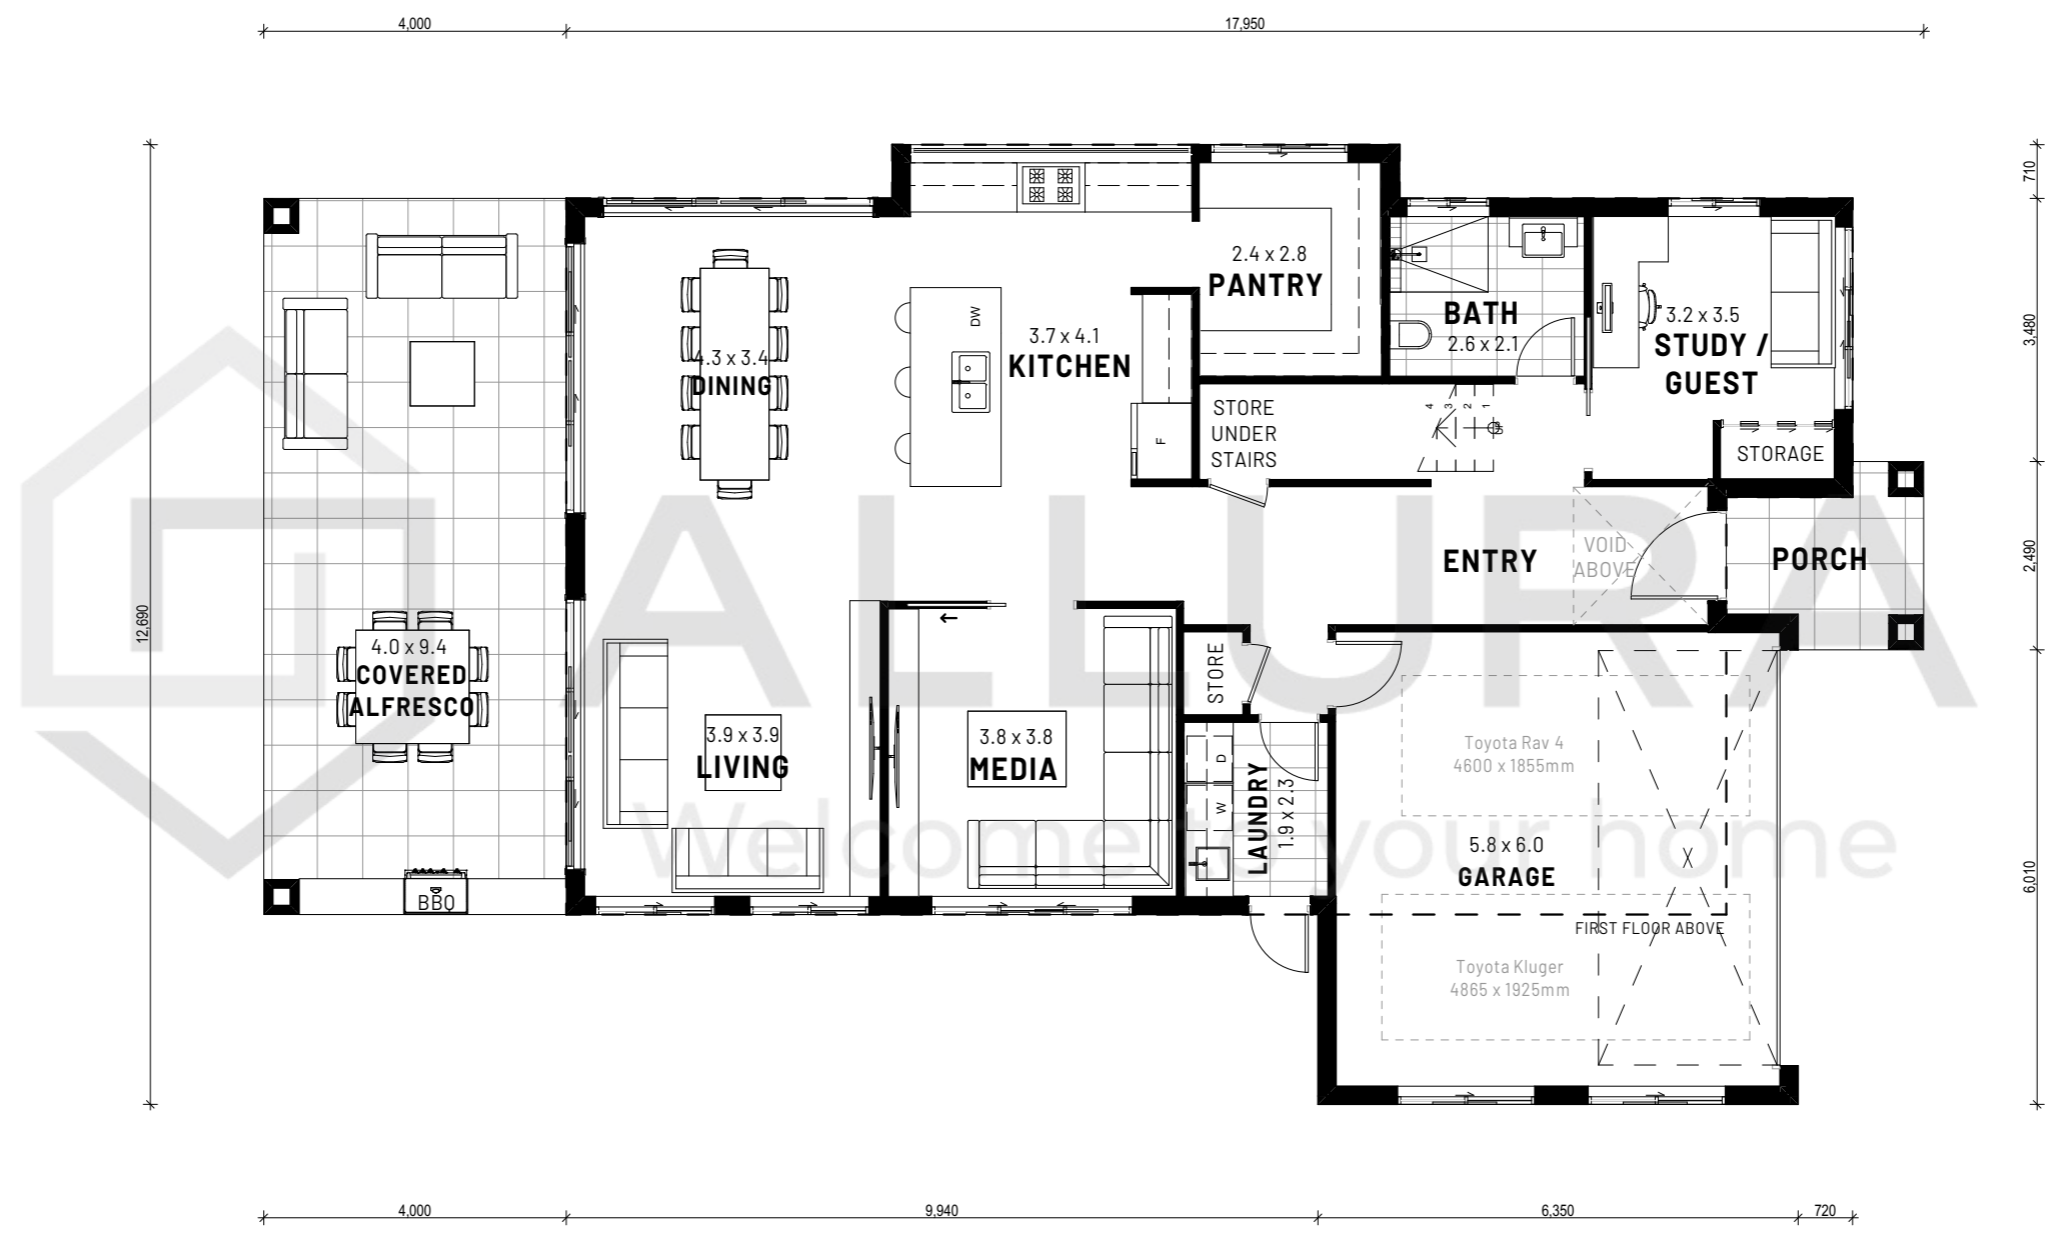 4,000
17,950
710
3,480
2,490
6,010
12,690
2.4 x 2.8
PANTRY
BATH
2.6 x 2.1
3.2 x 3.5
STUDY /
GUEST
STORAGE
DW
3.7 x 4.1
KITCHEN
F
4.3 x 3.4
DINING
STORE
UNDER
STAIRS
4
3
2
1
ALLURA
Welcome to your home
ENTRY
VOID
ABOVE
PORCH
4.0 x 9.4
COVERED
ALFRESCO
BBQ
3.9 x 3.9
LIVING
3.8 x 3.8
MEDIA
STORE
D
W
LAUNDRY
1.9 x 2.3
Toyota Rav 4
4600 x 1855mm
5.8 x 6.0
GARAGE
FIRST FLOOR ABOVE
Toyota Kluger
4865 x 1925mm
4,000
9,940
6,350
720